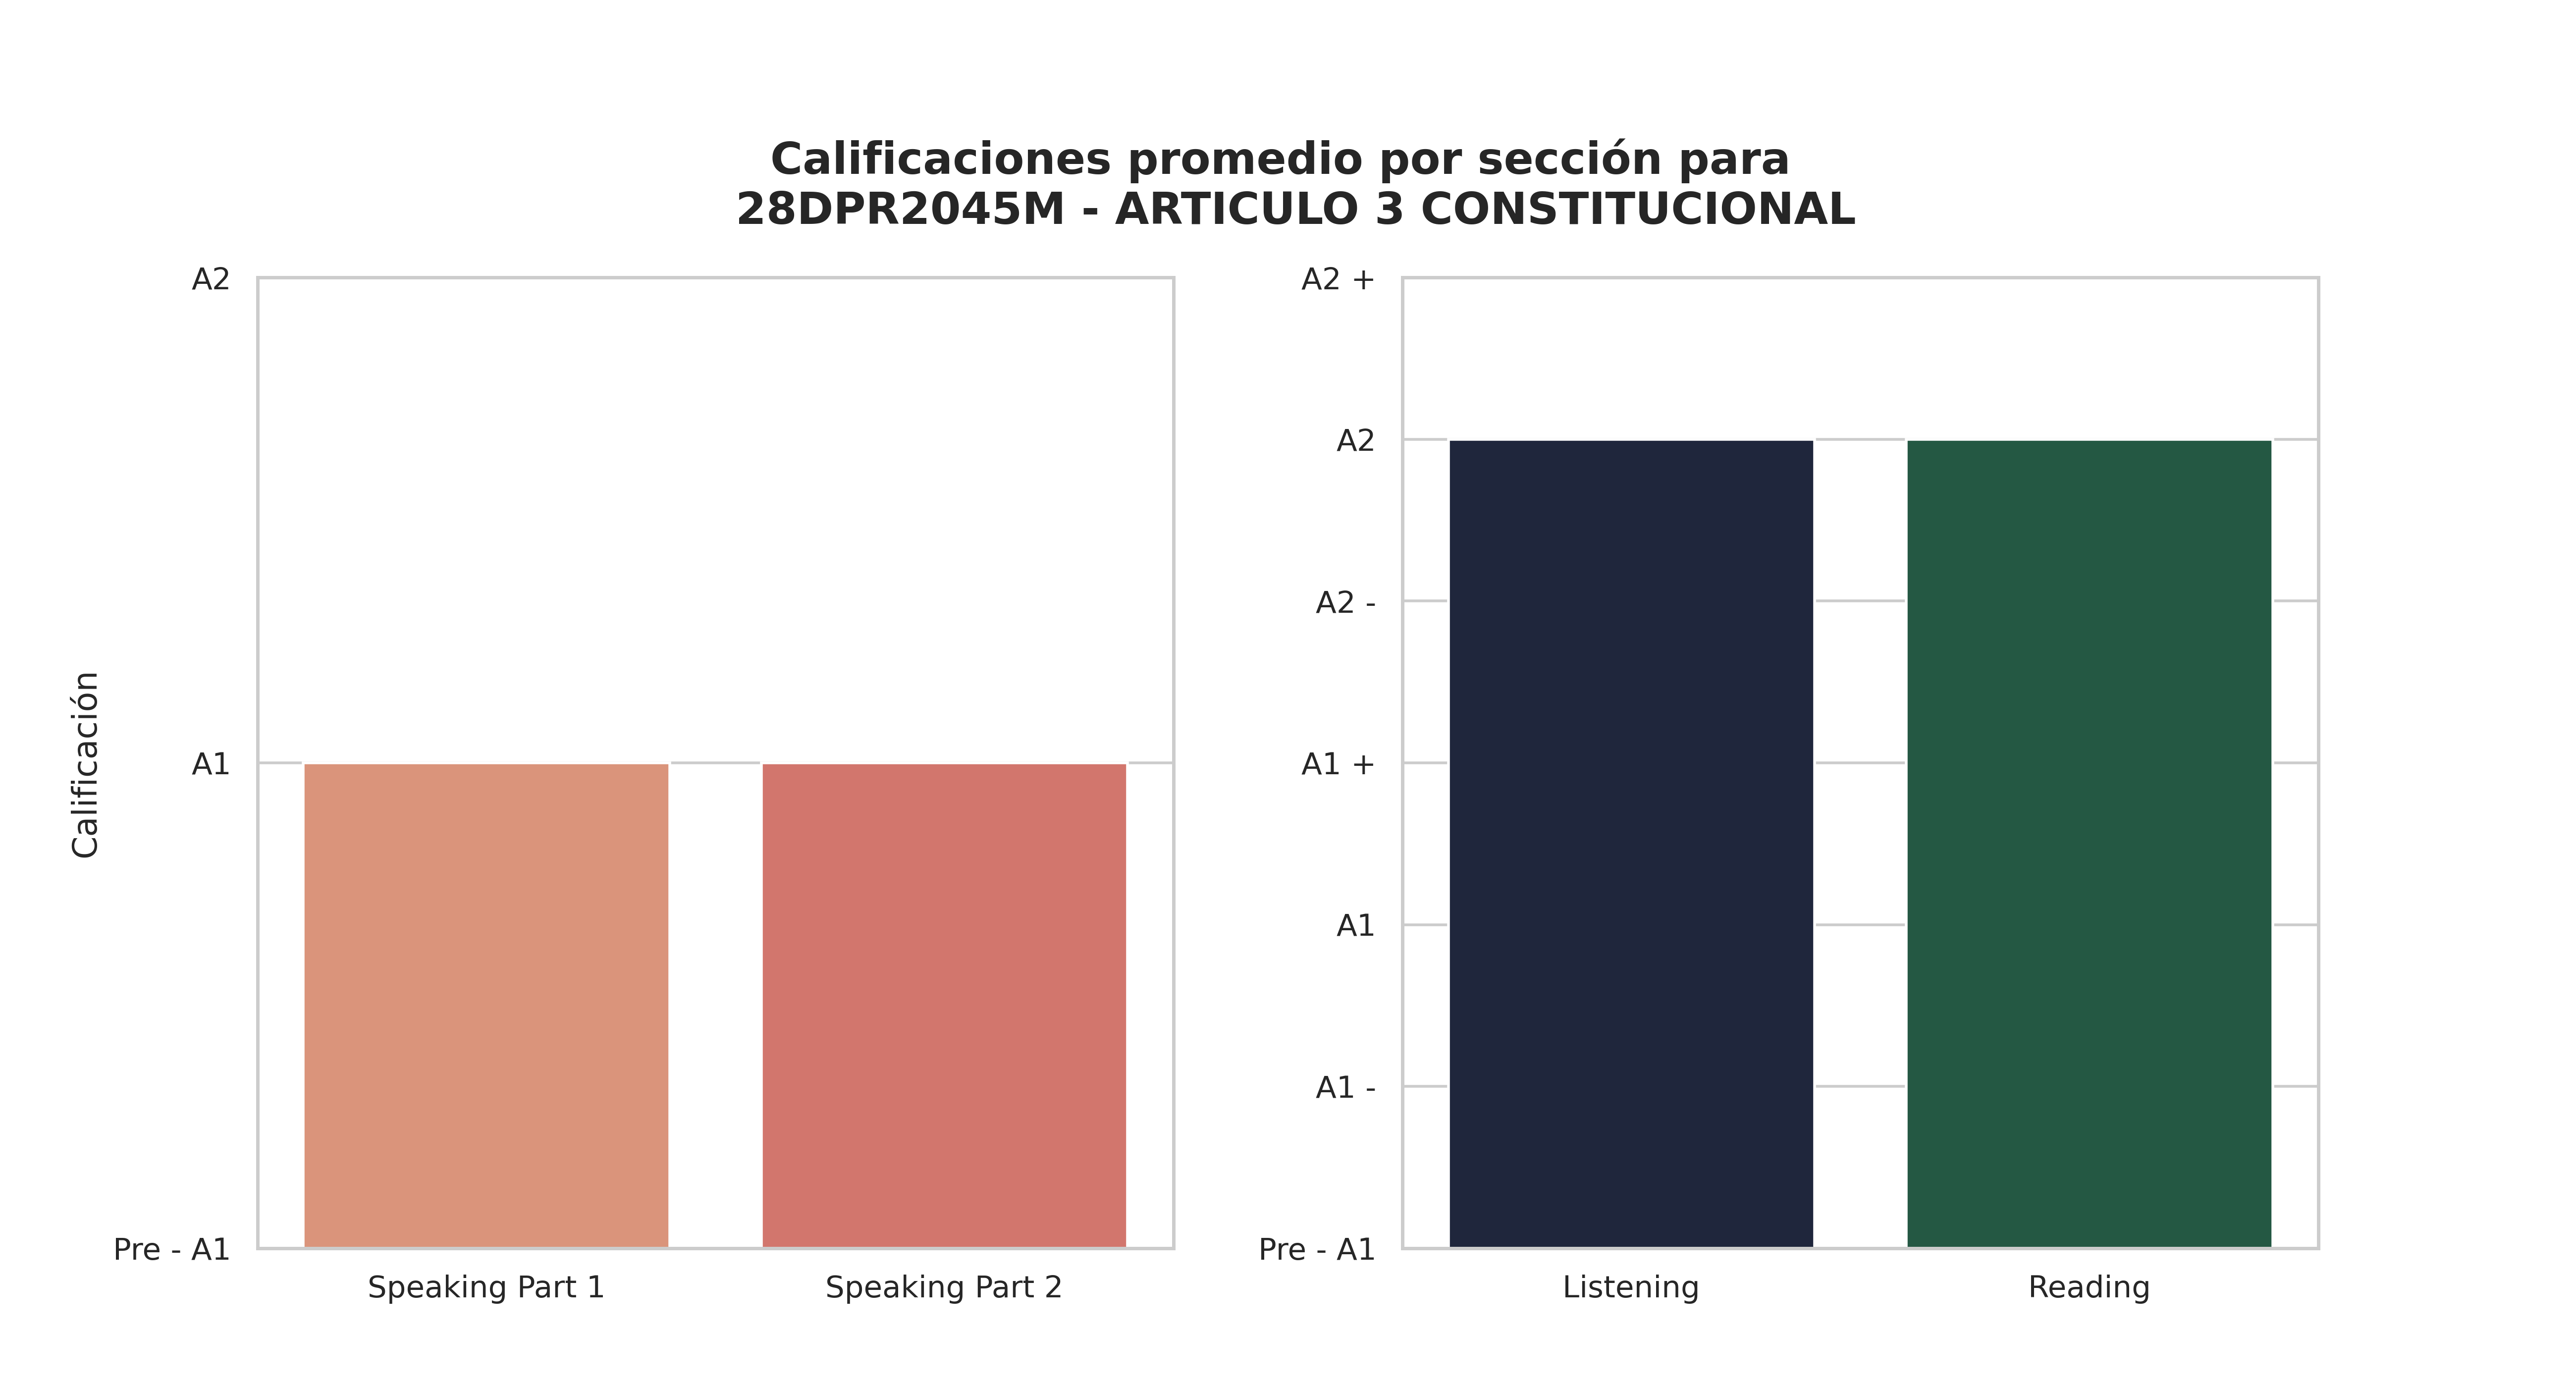 Calificaciones promedio por sección para
28DPR2045M - ARTICULO 3 CONSTITUCIONAL
Calificación
A2
A1
Pre - A1
Speaking Part 1
Speaking Part 2
A2 +
A2
A2 -
A1 +
A1
A1 -
Pre - A1
Listening
Reading